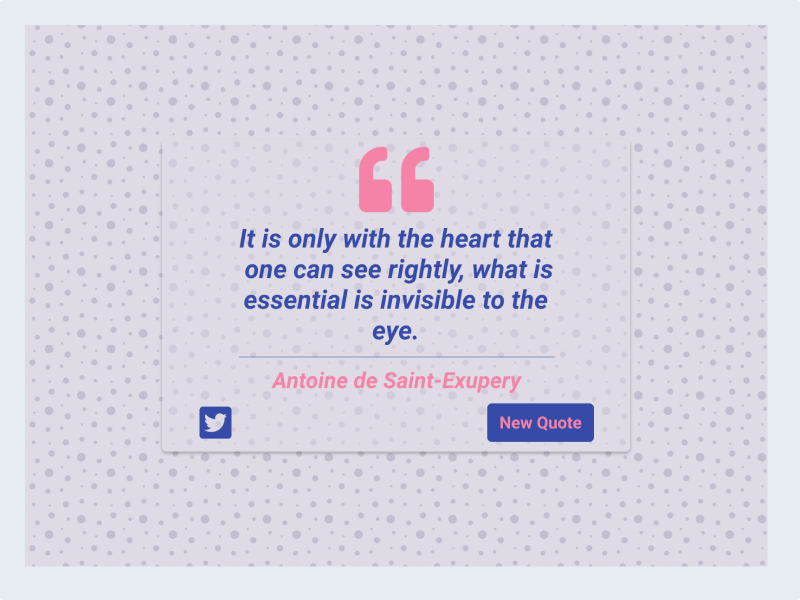 It is only with the heart that
one can see rightly, what is
essential is invisible to the
eye.
Antoine de Saint-Exupery
New Quote